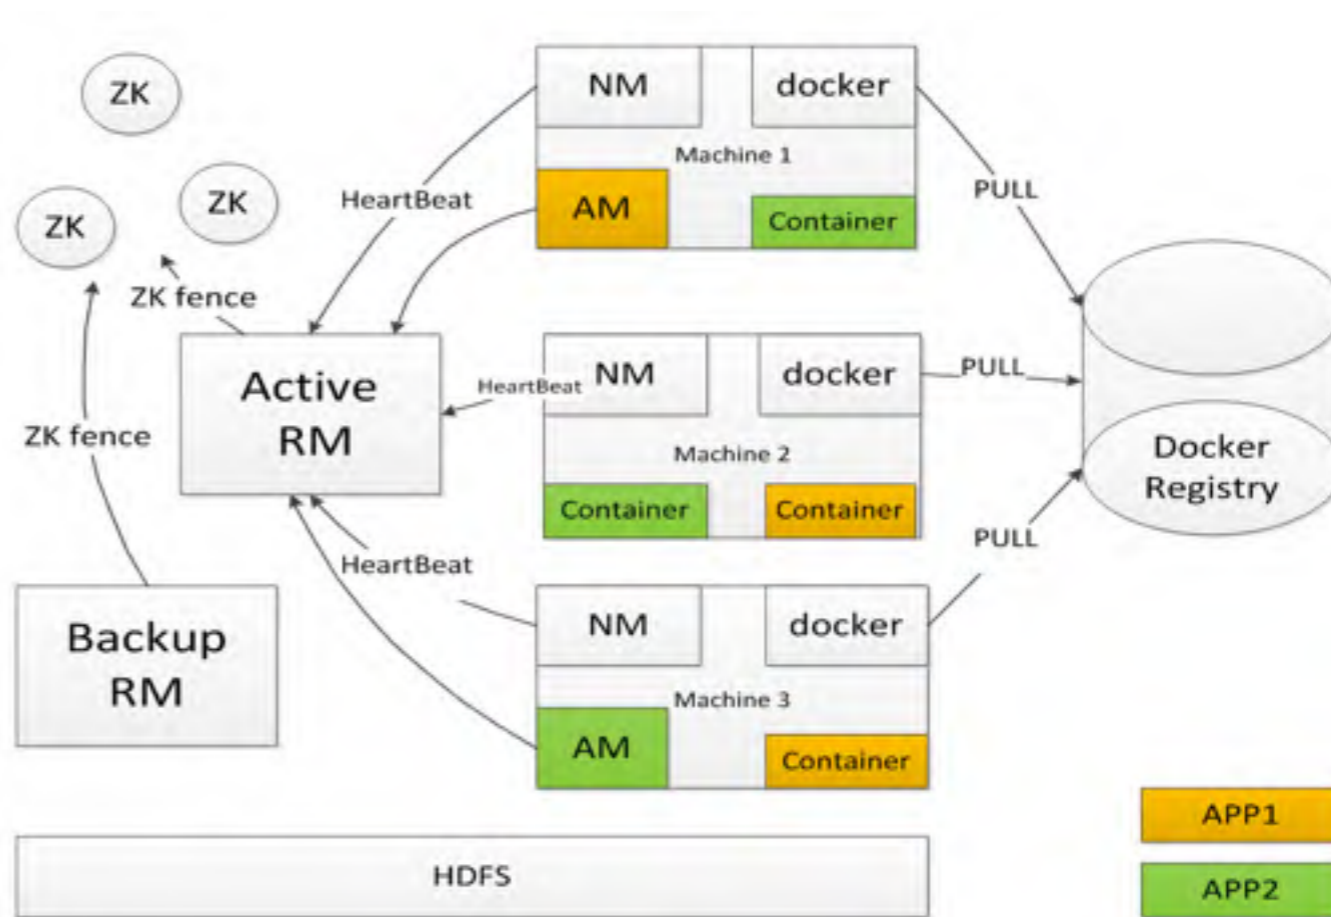 ZK
ZK
ZK
ZK fence
ZK fence
HeartBeat
HeartBeat
HeartBeat
Active
RM
Backup
RM
NM
docker
Machine 1
AM
Container
NM
docker
Machine 2
Container
Container
NM
docker
Machine 3
AM
Container
PULL
PULL
PULL
Docker
Registry
HDFS
APP1
APP2